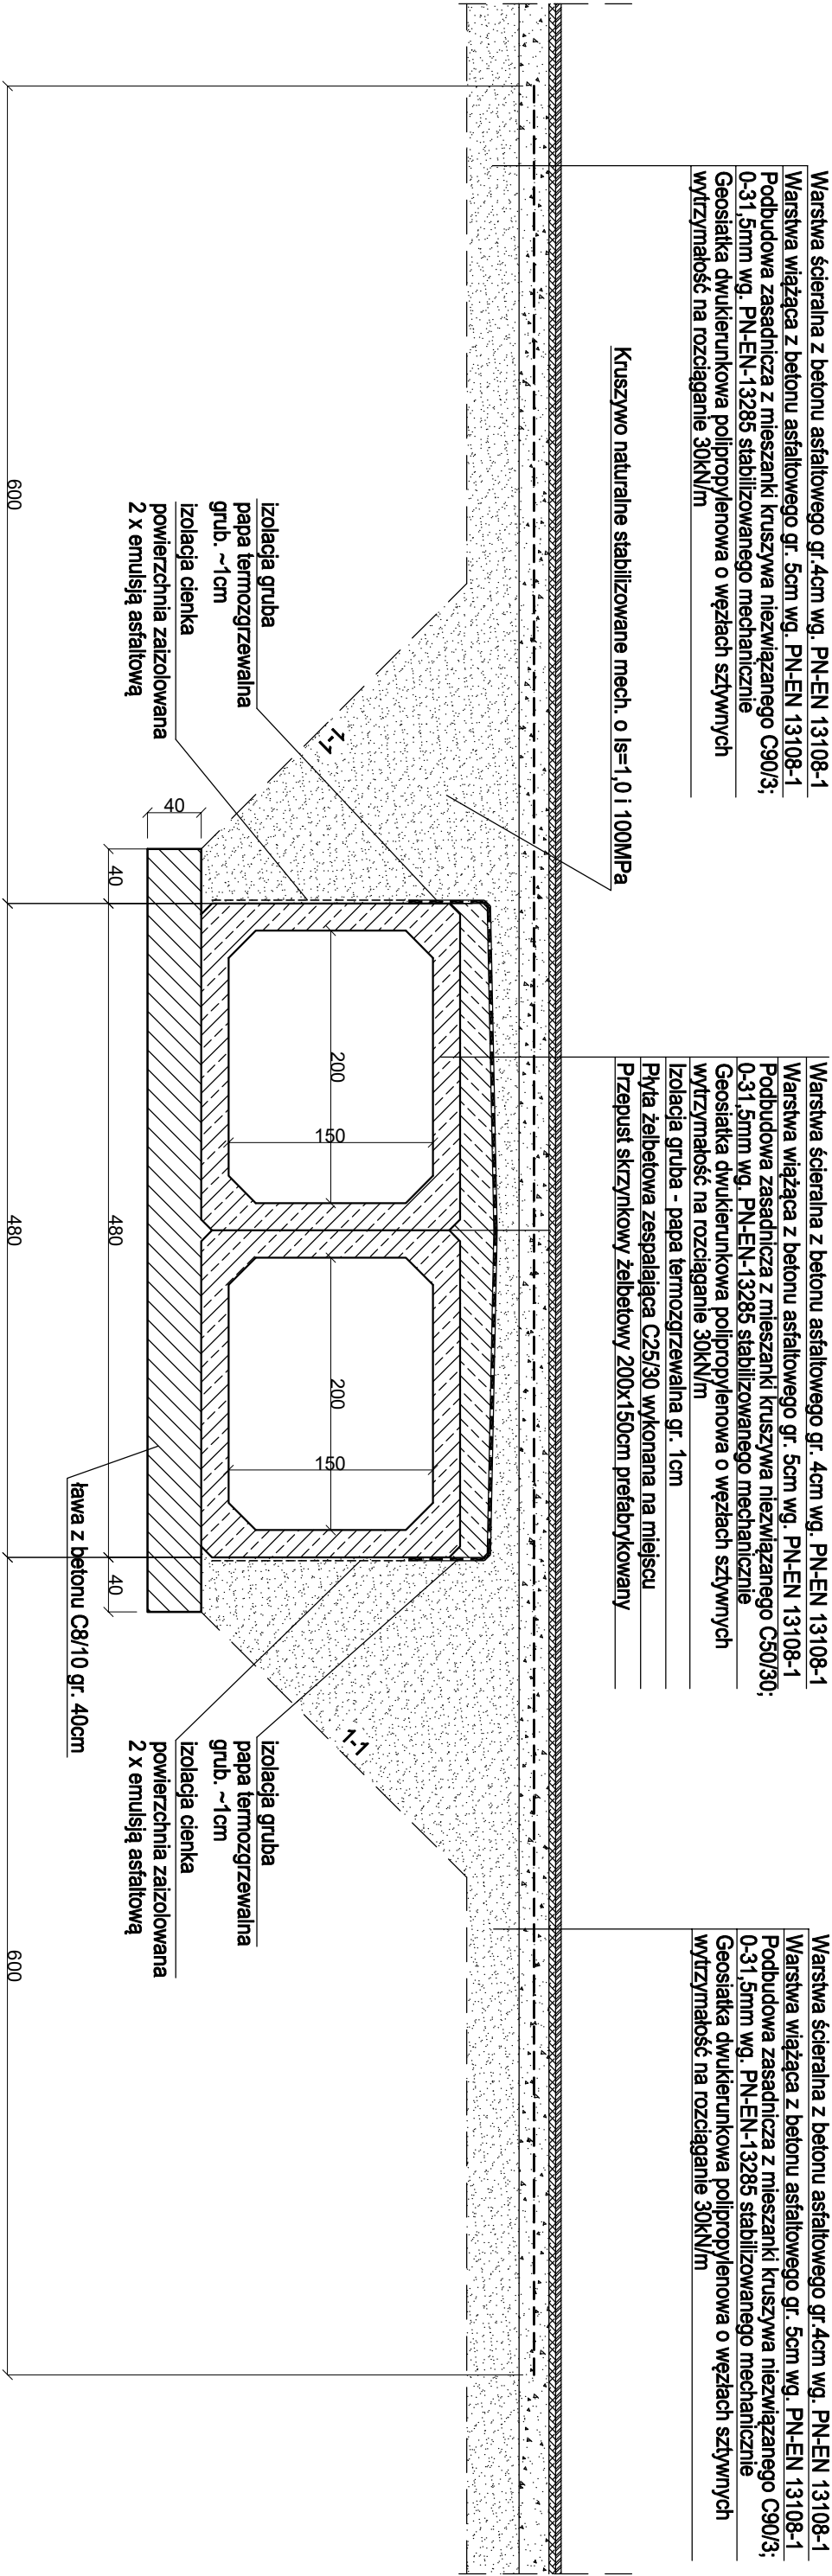 Warstwa ścieralna z betonu asfaltowego gr.4cm wg. PN-EN 13108-1
Warstwa wiążąca z betonu asfaltowego gr. 5cm wg. PN-EN 13108-1
Podbudowa zasadnicza z mieszanki kruszywa niezwiązanego C90/3;
0-31,5mm wg. PN-EN-13285 stabilizowanego mechanicznie
Geosiatka dwukierunkowa polipropylenowa o węzłach sztywnych
wytrzymałość na rozciąganie 30kN/m
Kruszywo naturalne stabilizowane mech. o Is=1,0 i 100MPa
Warstwa ścieralna z betonu asfaltowego gr. 4cm wg. PN-EN 13108-1
Warstwa wiążąca z betonu asfaltowego gr. 5cm wg. PN-EN 13108-1
Podbudowa zasadnicza z mieszanki kruszywa niezwiązanego C50/30;
0-31,5mm wg. PN-EN-13285 stabilizowanego mechanicznie
Geosiatka dwukierunkowa polipropylenowa o węzłach sztywnych
wytrzymałość na rozciąganie 30kN/m
Izolacja gruba - papa termozgrzewalna gr. 1cm
Płyta żelbetowa zespalająca C25/30 wykonana na miejscu
Przepust skrzynkowy żelbetowy 200x150cm prefabrykowany
Warstwa ścieralna z betonu asfaltowego gr.4cm wg. PN-EN 13108-1
Warstwa wiążąca z betonu asfaltowego gr. 5cm wg. PN-EN 13108-1
Podbudowa zasadnicza z mieszanki kruszywa niezwiązanego C90/3;
0-31,5mm wg. PN-EN-13285 stabilizowanego mechanicznie
Geosiatka dwukierunkowa polipropylenowa o węzłach sztywnych
wytrzymałość na rozciąganie 30kN/m
1-1
1-1
200
150
200
150
izolacja gruba
papa termozgrzewalna
grub. ~1cm
izolacja cienka
powierzchnia zaizolowana
2 x emulsją asfaltową
izolacja gruba
papa termozgrzewalna
grub. ~1cm
izolacja cienka
powierzchnia zaizolowana
2 x emulsją asfaltową
40
40
480
40
ława z betonu C8/10 gr. 40cm
600
480
600